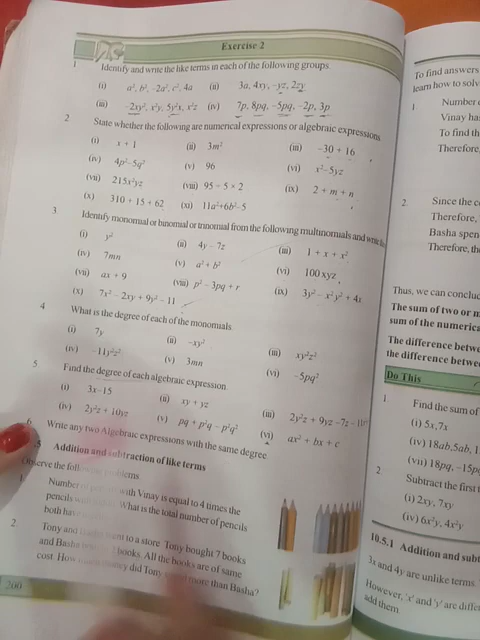 Exercise-2
1. Identify and write the like terms in each of the following groups.
(i) a², b², -2a², c², 4a (ii) 3a, 4xy, -yz, 2zy
(iii) -2xy², x²y, 5y²x, x²z (iv) 7p, 8pq, -5pq, -2p, 3p
2. State whether the following are numerical expressions or algebraic expressions
(i) x + 1 (ii) 3m² (iii) -30 + 16
(iv) 4p²-5q² (v) 96 (vi) x²-5yz
(vii) 215x²yz (viii) 95 ÷ 5 × 2 (ix) 2 + m + n
(x) 310 + 15 + 62 (xi) 11a²+6b²-5
3. Identify monomial or binomial or trinomial from the following multinomials and write
(i) y² (ii) 4y - 7z (iii) 1 + x + x²
(iv) 7mn (v) a² + b² (vi) 100 xyz
(vii) ax + 9 (viii) p² - 3pq + r (ix) 3y² - x²y² + 4x
(x) 7x² - 2xy + 9y² - 11
4. What is the degree of each of the monomials.
(i) 7y (ii) -xy² (iii) xy²z²
(iv) -11y²z² (v) 3mn (vi) -5pq²
5. Find the degree of each algebraic expression.
(i) 3x-15 (ii) xy + yz (iii) 2y²z + 9yz -7z
(iv) 2y²z + 10yz (v) pq + p²q - p²q² (vi) ax² + bx + c
6. Write any two Algebraic expressions with the same degree
5 Addition and subtraction of like terms
Observe the problems
1. Number with Vinay is equal to 4 times the
pencils What is the total number of pencils
both
2. Tony and to a store. Tony bought 7 books
and Basha books. All the books are of same
cost. How money did Tony more than Basha?
200
To find answers
learn how to solve
1. Number
Vinay ha
To find th
Therefore,
2. Since the c
Therefore,
Basha spen
Therefore, the
Thus, we can conclu
The sum of two or m
sum of the numerica
The difference betwe
the difference betwe
Do This
1. Find the sum of
(i) 5x,7x
(iv) 18ab,5ab, 1
(vii) 18pq, -15p
2. Subtract the first
(i) 2xy, 7xy
(iv) 6x²y, 4x²y
10.5.1 Addition and subt
3x and 4y are unlike terms.
However, 'x' and 'y' are differ
add them.